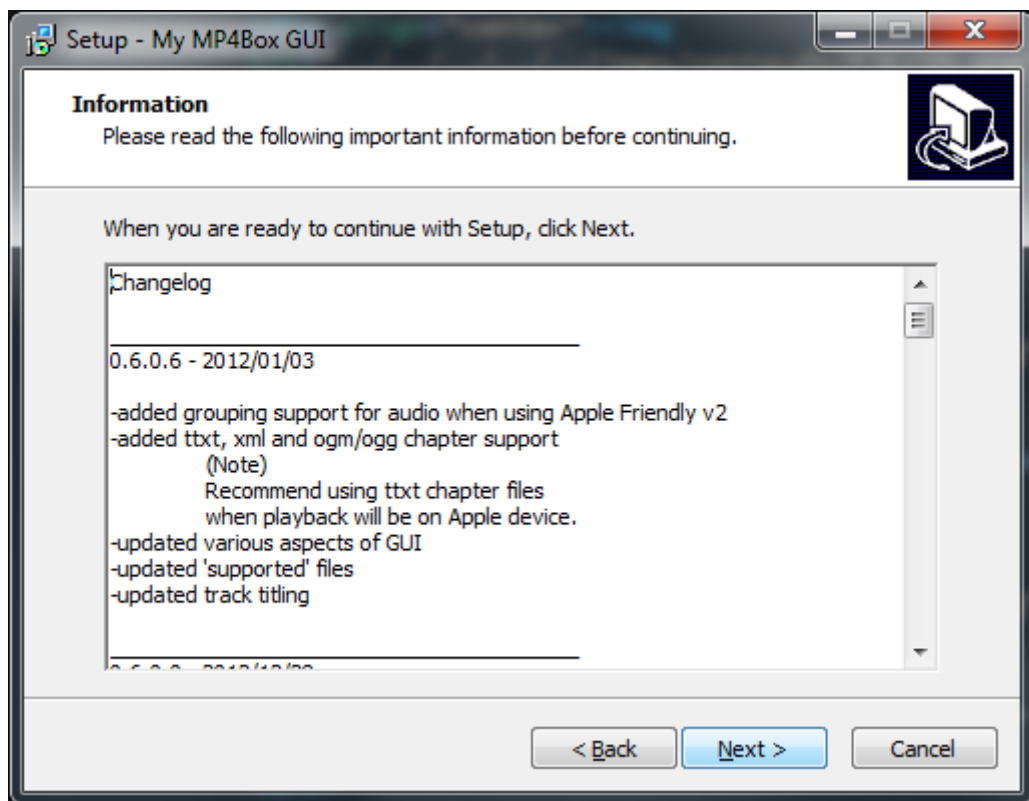 Setup - My MP4Box GUI
Information
Please read the following important information before continuing.
When you are ready to continue with Setup, click Next.
Changelog
0.6.0.6 - 2012/01/03
-added grouping support for audio when using Apple Friendly v2
-added ttxt, xml and ogm/ogg chapter support
(Note)
Recommend using ttxt chapter files
when playback will be on Apple device.
-updated various aspects of GUI
-updated 'supported' files
-updated track titling
< Back
Next >
Cancel